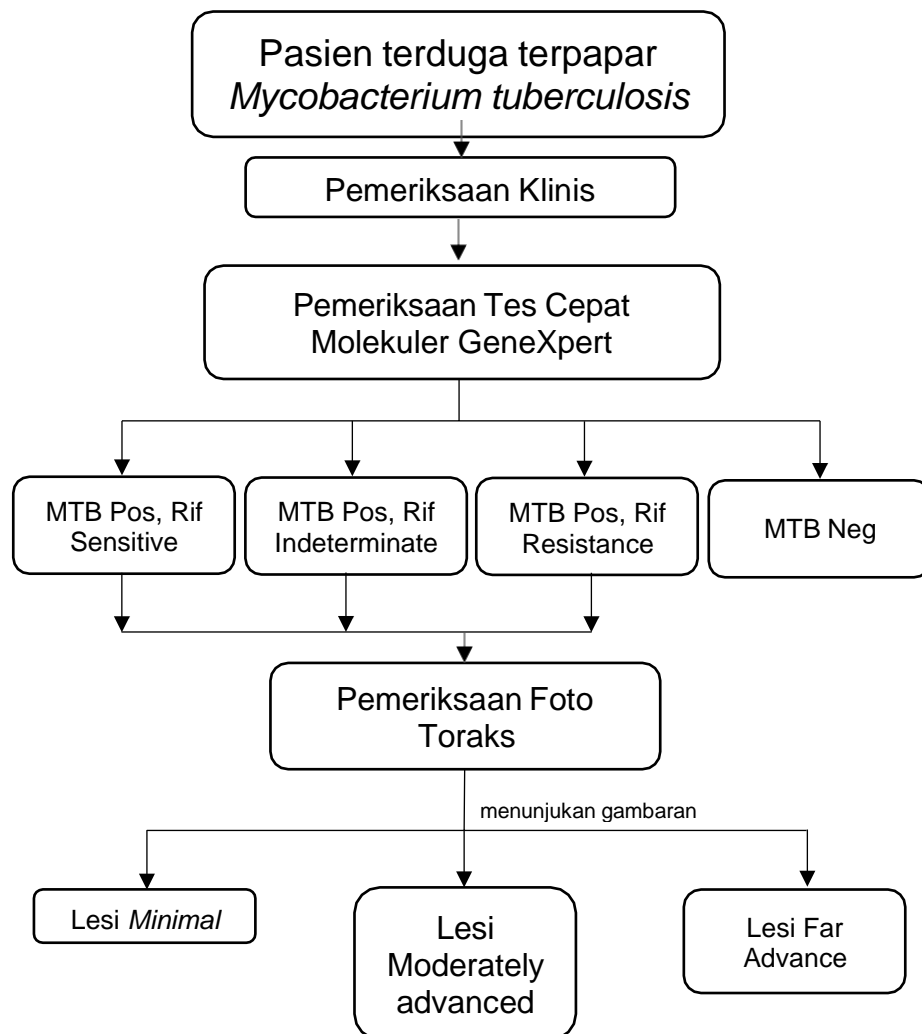 Pasien terduga terpapar
Mycobacterium tuberculosis
Pemeriksaan Klinis
Pemeriksaan Tes Cepat
Molekuler GeneXpert
MTB Pos, Rif
Sensitive
MTB Pos, Rif
Indeterminate
MTB Pos, Rif
Resistance
MTB Neg
Pemeriksaan Foto
Toraks
menunjukan gambaran
Lesi Minimal
Lesi
Moderately
advanced
Lesi Far
Advance